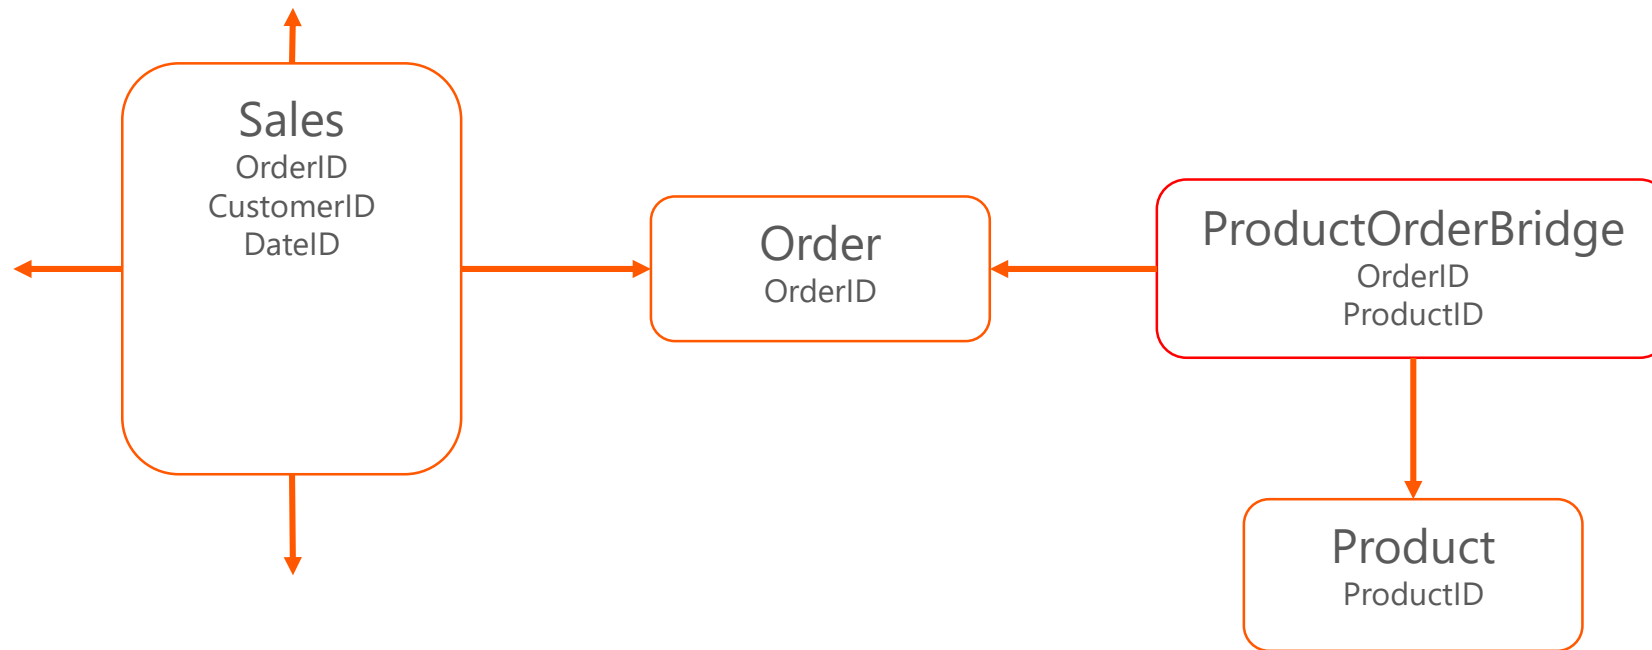 Sales
OrderID
CustomerID
DateID
Order
OrderID
ProductOrderBridge
OrderID
ProductID
Product
ProductID